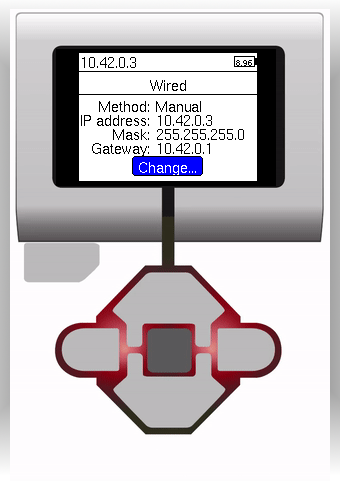 10.42.0.3 8.96
Wired
Method: Manual
IP address: 10.42.0.3
Mask: 255.255.255.0
Gateway: 10.42.0.1
Change...